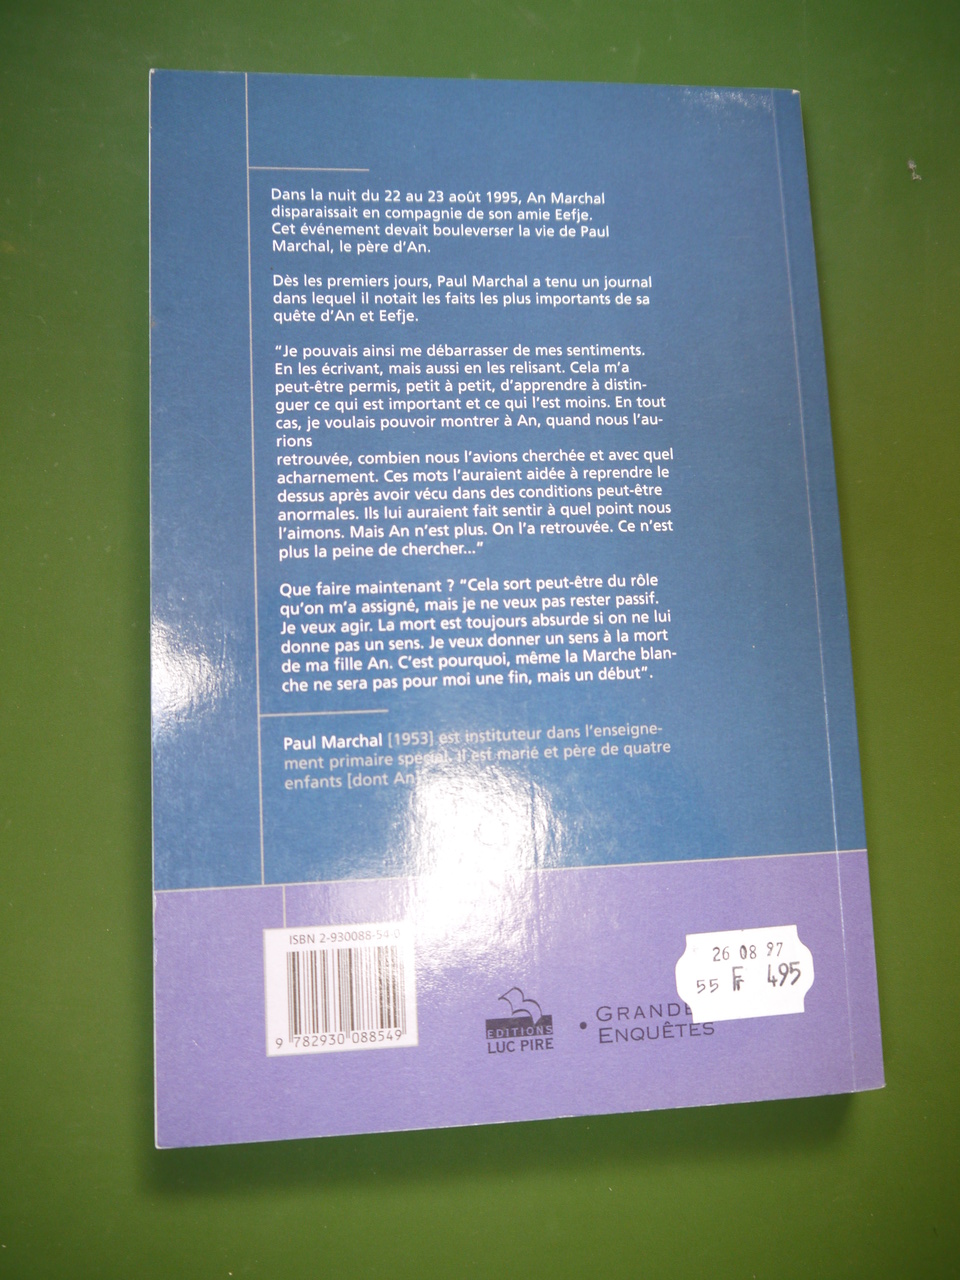 Dans la nuit du 22 au 23 août 1995, An Marchal
disparaissait en compagnie de son amie Eefje.
Cet événement devait bouleverser la vie de Paul
Marchal, le père d'An.
Dès les premiers jours, Paul Marchal a tenu un journal
dans lequel il notait les faits les plus importants de sa
quête d'An et Eefje.
"Je pouvais ainsi me débarrasser de mes sentiments.
En les écrivant, mais aussi en les relisant. Cela m'a
peut-être permis, petit à petit, d'apprendre à distin-
guer ce qui est important et ce qui l'est moins. En tout
cas, je voulais pouvoir montrer à An, quand nous l'au-
rions
retrouvée, combien nous l'avions cherchée et avec quel
acharnement. Ces mots l'auraient aidée à reprendre le
dessus après avoir vécu dans des conditions peut-être
anormales. Ils lui auraient fait sentir à quel point nous
l'aimons. Mais An n'est plus. On l'a retrouvée. Ce n'est
plus la peine de chercher..."
Que faire maintenant ? "Cela sort peut-être du rôle
qu'on m'a assigné, mais je ne veux pas rester passif.
Je veux agir. La mort est toujours absurde si on ne lui
donne pas un sens. Je veux donner un sens à la mort
de ma fille An. C'est pourquoi, même la Marche blan-
che ne sera pas pour moi une fin, mais un début".
Paul Marchal [1953] est instituteur dans l'enseigne-
ment primaire spécial. Il est marié et père de quatre
enfants [dont An]
ISBN 2-930088-54-0
9 782930 088549
EDITIONS
LUC PIRE
• GRANDE
ENQUÊTES
26 08 97
55 Fr 495